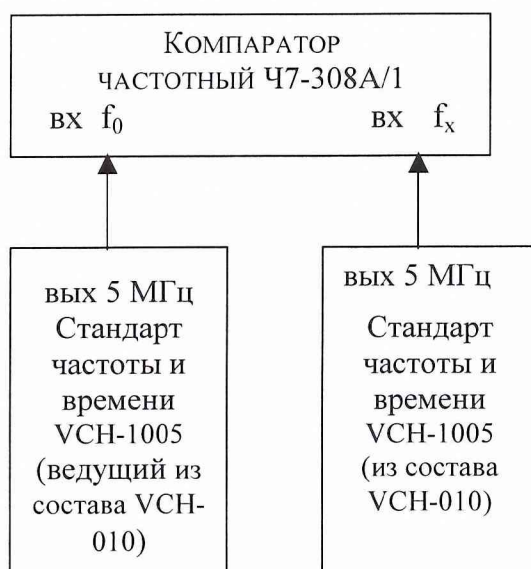 КОМПАРАТОР
ЧАСТОТНЫЙ Ч7-308А/1
вх f₀ вх fₓ
вых 5 МГц
Стандарт
частоты и
времени
VCH-1005
(ведущий из
состава VCH-
010)
вых 5 МГц
Стандарт
частоты и
времени
VCH-1005
(из состава
VCH-010)